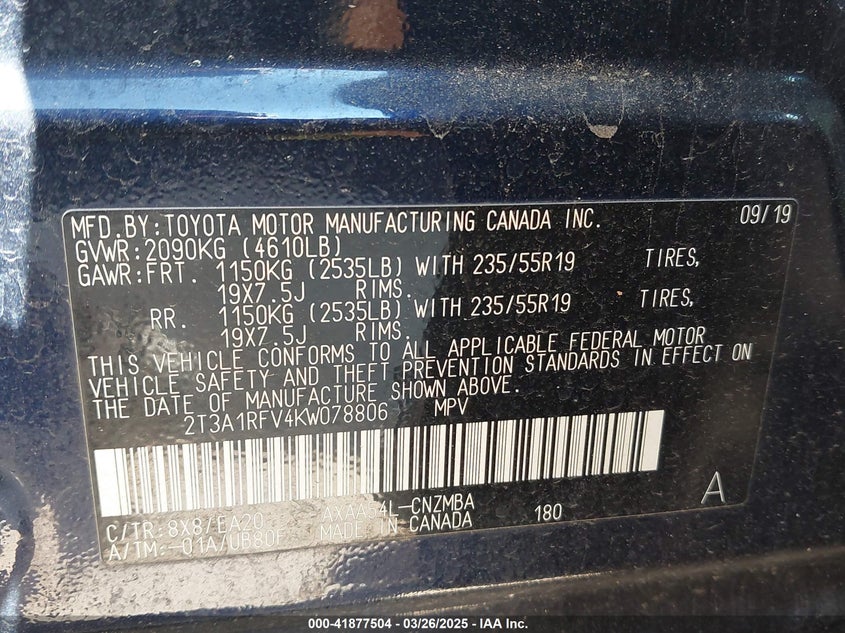 MFD.BY:TOYOTA MOTOR MANUFACTURING CANADA INC. 09/19
GVWR:2090KG (4610LB)
GAWR:FRT. 1150KG (2535LB) WITH 235/55R19 TIRES,
19X7.5J RIMS.
RR. 1150KG (2535LB) WITH 235/55R19 TIRES,
19X7.5J RIMS.
THIS VEHICLE CONFORMS TO ALL APPLICABLE FEDERAL MOTOR
VEHICLE SAFETY AND THEFT PREVENTION STANDARDS IN EFFECT ON
THE DATE OF MANUFACTURE SHOWN ABOVE.
2T3A1RFV4KW078806 MPV
A
C/TR:8X8/EA20 AXAA54L-CNZMBA
A/TM:-01A/UB80F MADE IN CANADA 180
000-41877504 - 03/26/2025 - IAA Inc.